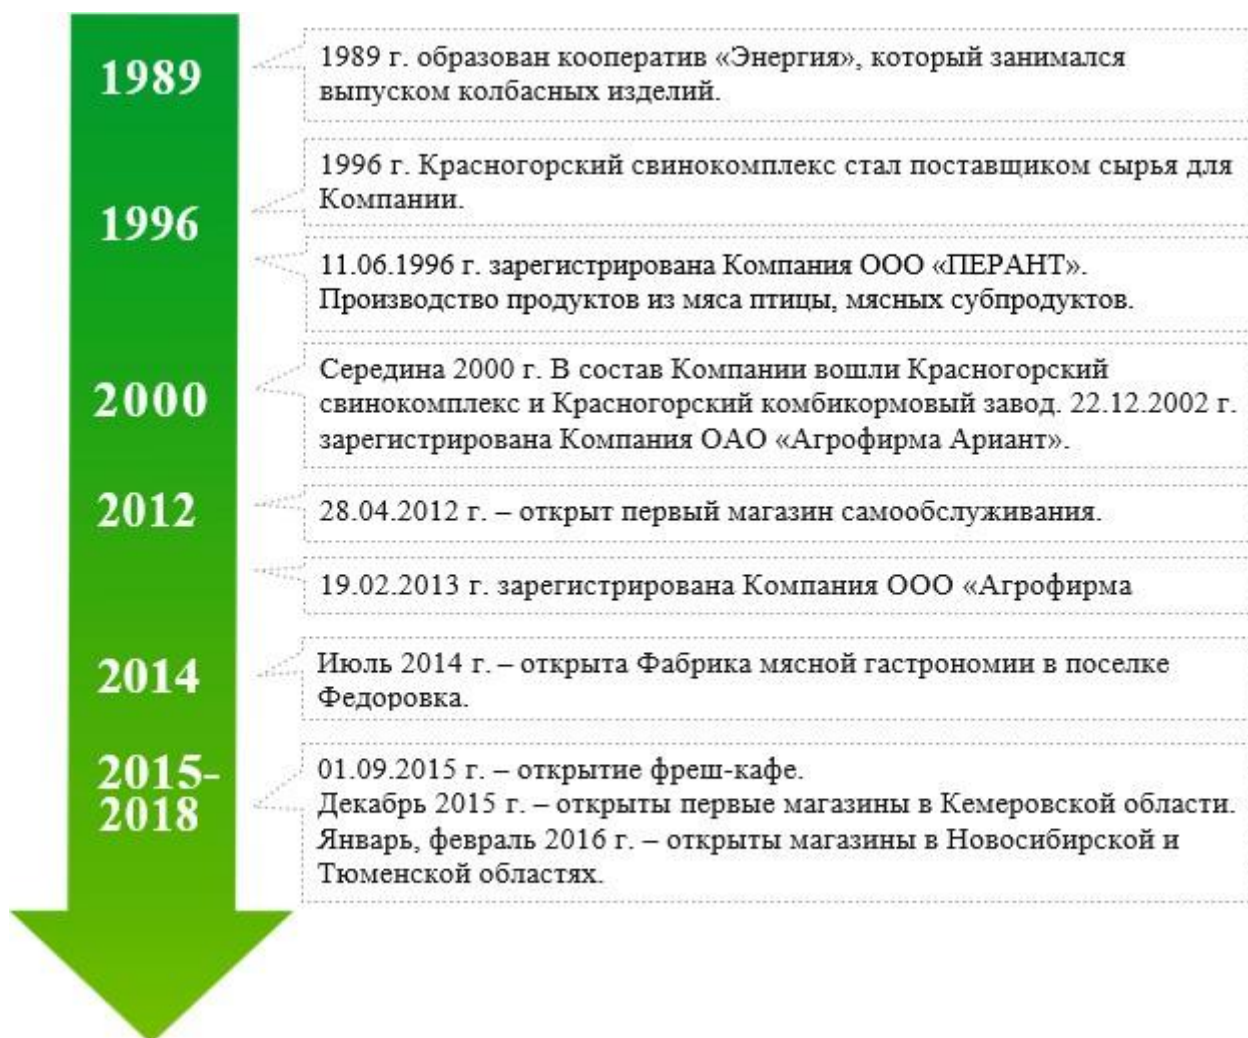 1989
1989 г. образован кооператив «Энергия», который занимался
выпуском колбасных изделий.
1996
1996 г. Красногорский свинокомплекс стал поставщиком сырья для
Компании.
11.06.1996 г. зарегистрирована Компания ООО «ПЕРАНТ».
Производство продуктов из мяса птицы, мясных субпродуктов.
2000
Середина 2000 г. В состав Компании вошли Красногорский
свинокомплекс и Красногорский комбикормовый завод. 22.12.2002 г.
зарегистрирована Компания ОАО «Агрофирма Ариант».
2012
28.04.2012 г. – открыт первый магазин самообслуживания.
19.02.2013 г. зарегистрирована Компания ООО «Агрофирма
2014
Июль 2014 г. – открыта Фабрика мясной гастрономии в поселке
Федоровка.
2015-
2018
01.09.2015 г. – открытие фреш-кафе.
Декабрь 2015 г. – открыты первые магазины в Кемеровской области.
Январь, февраль 2016 г. – открыты магазины в Новосибирской и
Тюменской областях.